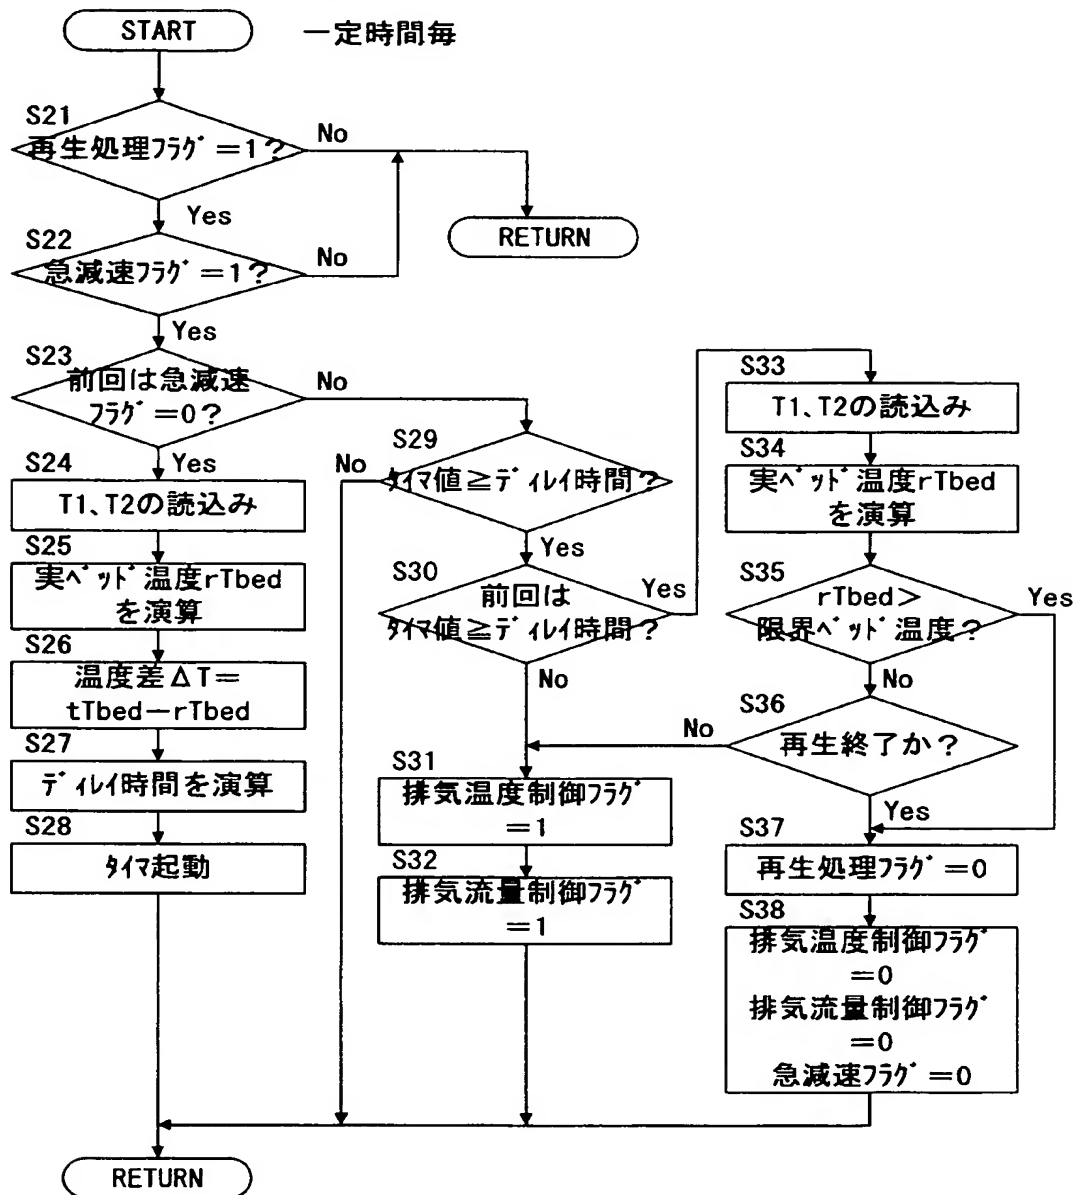 START
一定時間毎
S21
再生処理ﾌﾗｸﾞ＝1？
No
Yes
RETURN
S22
急減速ﾌﾗｸﾞ＝1？
No
Yes
S23
前回は急減速
ﾌﾗｸﾞ＝0？
No
Yes
S24
T1、T2の読込み
S25
実ﾍﾞｯﾄﾞ温度rTbed
を演算
S26
温度差ΔT＝
tTbed－rTbed
S27
ﾃﾞｨﾚｲ時間を演算
S28
ﾀｲﾏ起動
S29
ﾀｲﾏ値≧ﾃﾞｨﾚｲ時間？
No
Yes
S30
前回は
ﾀｲﾏ値≧ﾃﾞｨﾚｲ時間？
Yes
No
S31
排気温度制御ﾌﾗｸﾞ
＝1
S32
排気流量制御ﾌﾗｸﾞ
＝1
S33
T1、T2の読込み
S34
実ﾍﾞｯﾄﾞ温度rTbed
を演算
S35
rTbed＞
限界ﾍﾞｯﾄﾞ温度？
Yes
No
S36
再生終了か？
No
Yes
S37
再生処理ﾌﾗｸﾞ＝0
S38
排気温度制御ﾌﾗｸﾞ
＝0
排気流量制御ﾌﾗｸﾞ
＝0
急減速ﾌﾗｸﾞ＝0
RETURN